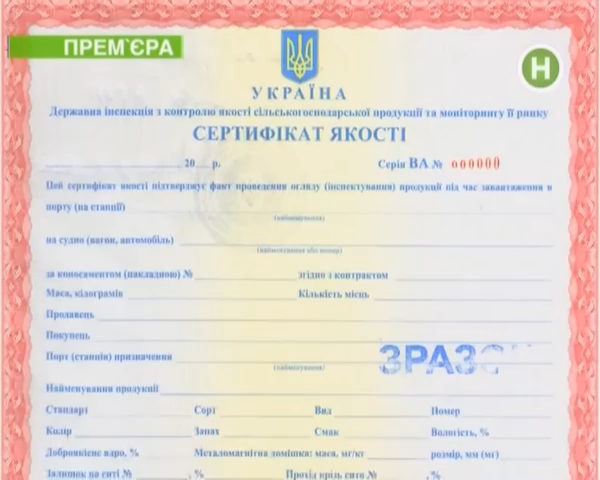 ПРЕМ`ЄРА
Н
УКРАЇНА
Державна інспекція з контролю якості сільськогосподарської продукції та моніторингу її ринку
СЕРТИФІКАТ ЯКОСТІ
20 р.
Серія ВА № 000000
Цей сертифікат якості підтверджує факт проведення огляду (інспектування) продукції під час завантаження в
порту (на станції)
(найменування)
на судно (вагон, автомобіль)
(найменування або номер)
за коносаментом (накладною) № згідно з контрактом
Маса, кілограмів Кількість місць
Продавець
Покупець
Порт (станція) призначення
ЗРАЗО
(найменування)
Найменування продукції
Стандарт Сорт Вид Помер
Колір Запах Смак Вологість, %
Доброякісне ядро, % Металомагнітна домішка: маса, мг/кг розмір, мм (мг)
Залишок на ситі № , % Прохід крізь сито № , %